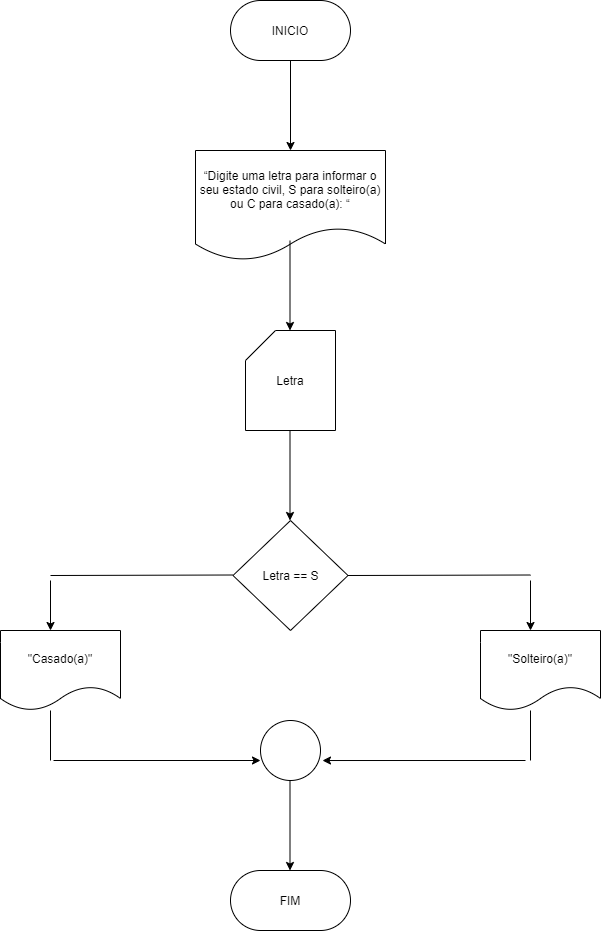 INICIO
“Digite uma letra para informar o
seu estado civil, S para solteiro(a)
ou C para casado(a): “
Letra
Letra == S
"Casado(a)"
"Solteiro(a)"
FIM